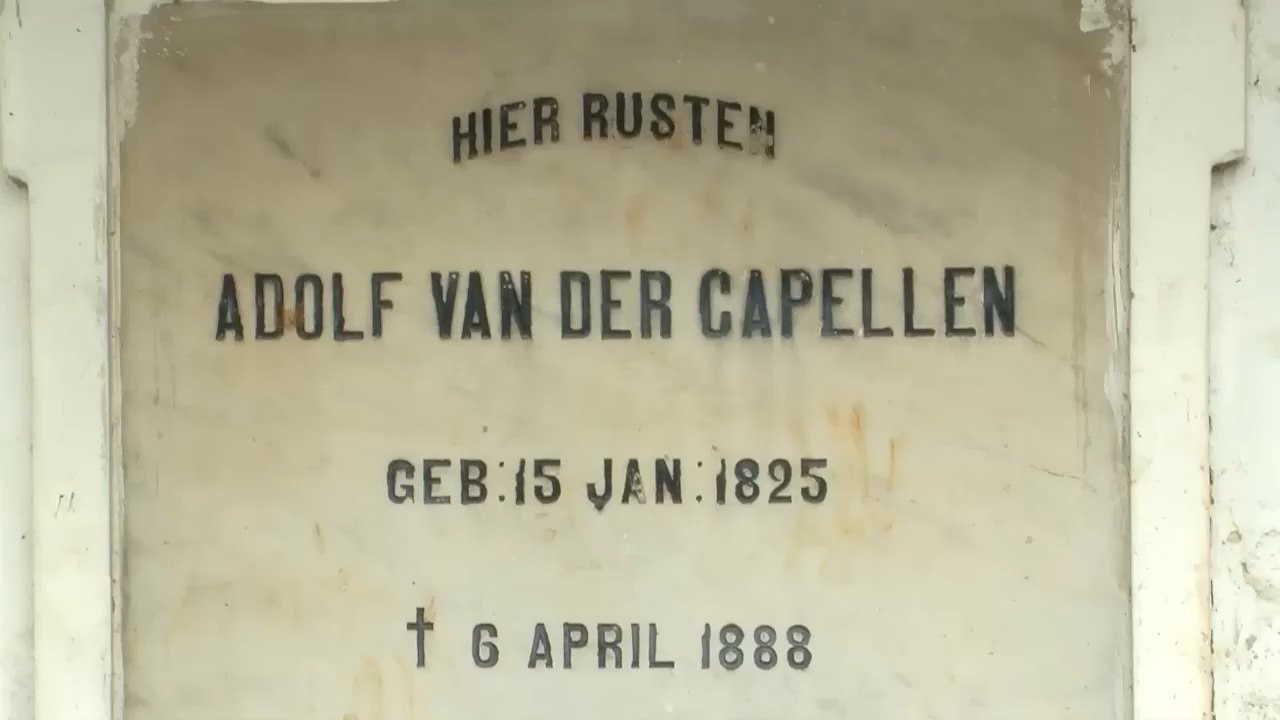 HIER RUSTEN
ADOLF VAN DER CAPELLEN
GEB: 15 JAN: 1825
† 6 APRIL 1888